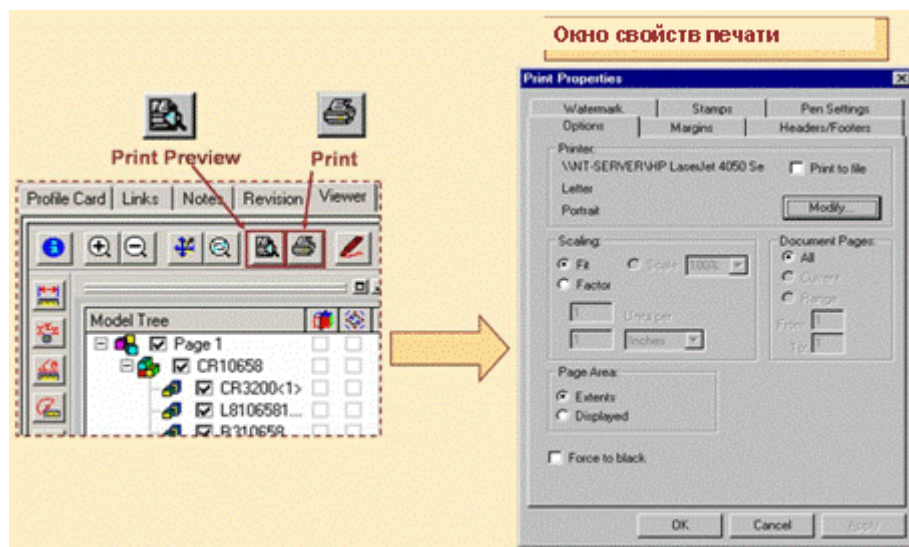 Окно свойств печати
Print Preview
Print
Profile Card
Links
Notes
Revision
Viewer
Model Tree
Page 1
CR10658
CR3200<1>
L8106581...
R310658
Print Properties
Watermark
Stamps
Pen Settings
Options
Margins
Headers/Footers
Printer:
\\NT-SERVER\HP LaserJet 4050 Se
Print to file
Letter
Portrait
Modify...
Scaling:
Fit
Scale
100%
Factor
1
Units per
1
Inches
Document Pages:
All
Current
Range
From
1
To:
1
Page Area:
Extents
Displayed
Force to black
OK
Cancel
Apply